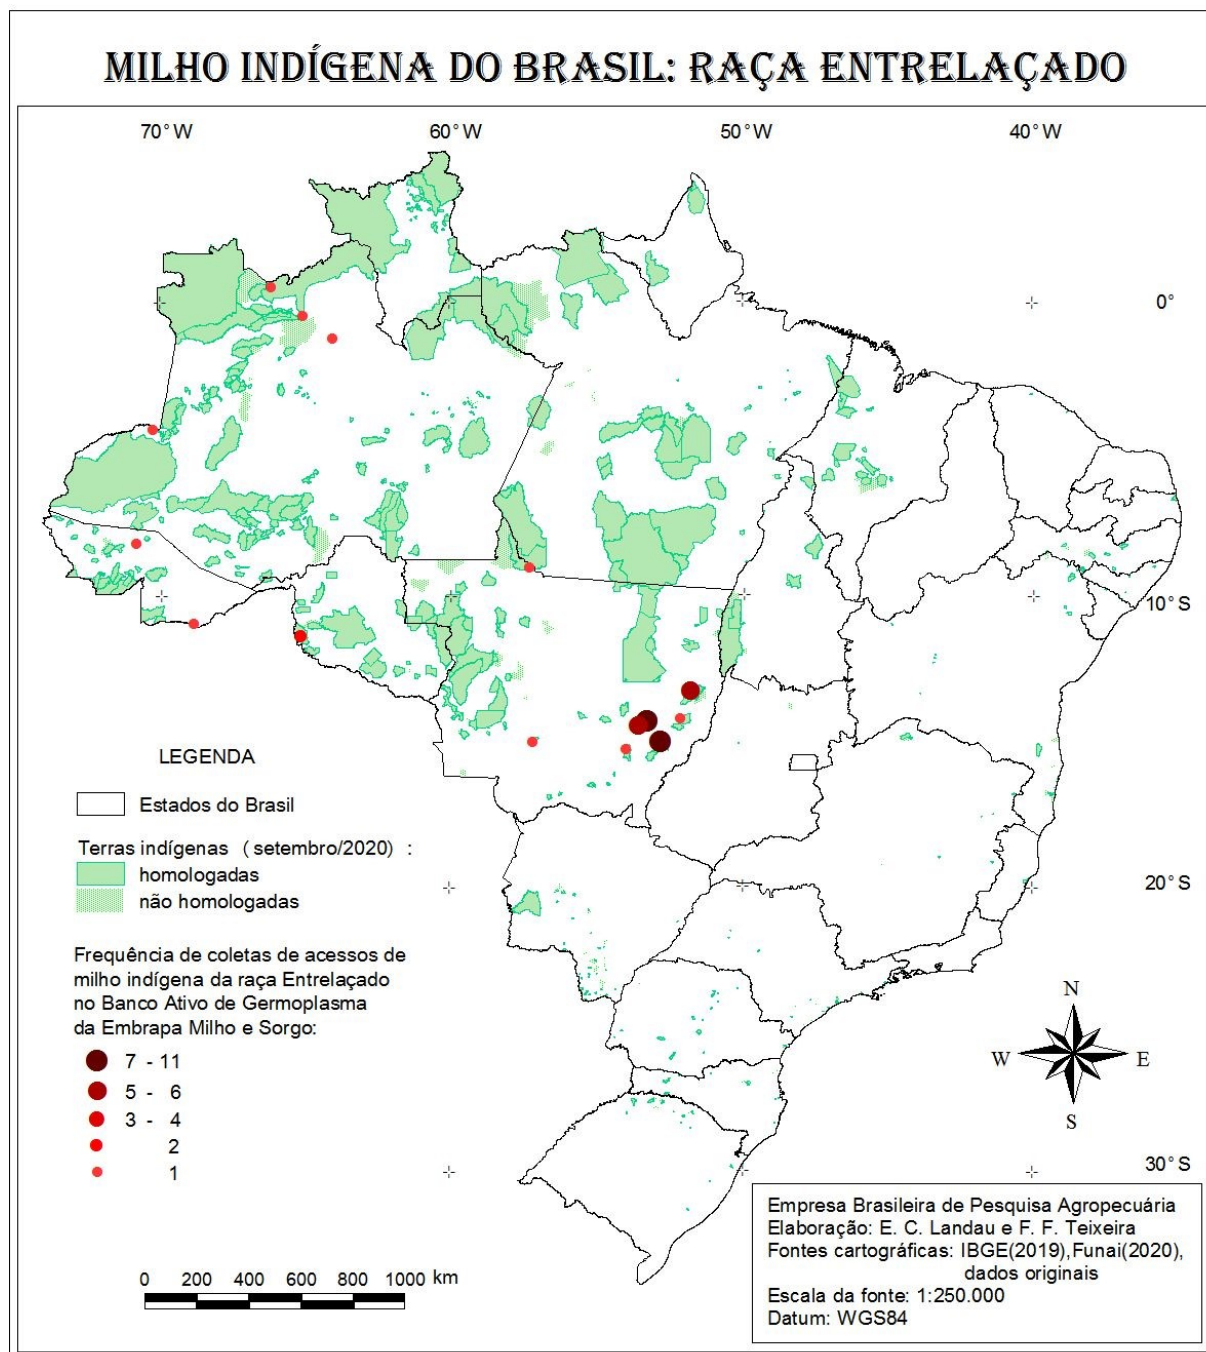 MILHO INDÍGENA DO BRASIL: RAÇA ENTRELAÇADO
70°W 60°W 50°W 40°W
0°
10°S
20°S
30°S
LEGENDA
Estados do Brasil
Terras indígenas (setembro/2020) :
homologadas
não homologadas
Frequência de coletas de acessos de
milho indígena da raça Entrelaçado
no Banco Ativo de Germoplasma
da Embrapa Milho e Sorgo:
7 - 11
5 - 6
3 - 4
2
1
N
W E
S
0 200 400 600 800 1000 km
Empresa Brasileira de Pesquisa Agropecuária
Elaboração: E. C. Landau e F. F. Teixeira
Fontes cartográficas: IBGE(2019),Funai(2020),
dados originais
Escala da fonte: 1:250.000
Datum: WGS84